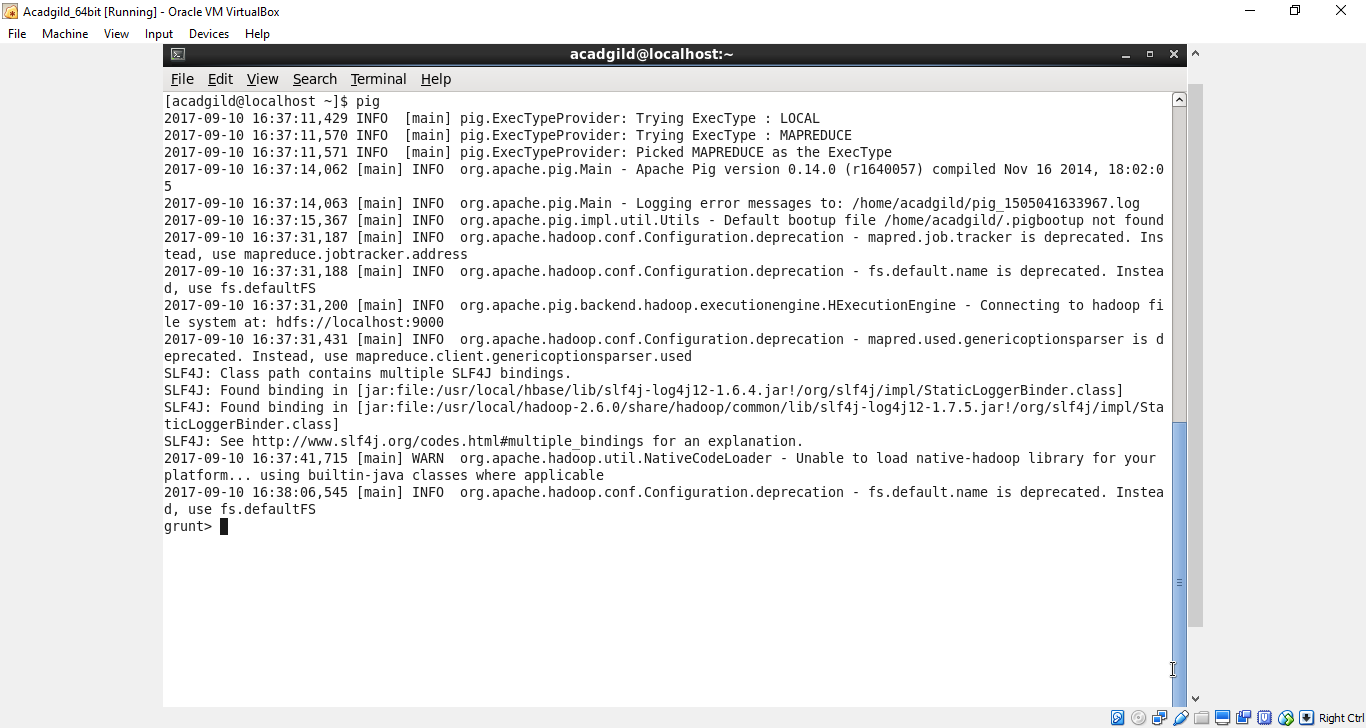 Acadgild_64bit [Running] - Oracle VM VirtualBox
File Machine View Input Devices Help
acadgild@localhost:~
File Edit View Search Terminal Help
[acadgild@localhost ~]$ pig
2017-09-10 16:37:11,429 INFO  [main] pig.ExecTypeProvider: Trying ExecType : LOCAL
2017-09-10 16:37:11,570 INFO  [main] pig.ExecTypeProvider: Trying ExecType : MAPREDUCE
2017-09-10 16:37:11,571 INFO  [main] pig.ExecTypeProvider: Picked MAPREDUCE as the ExecType
2017-09-10 16:37:14,062 [main] INFO  org.apache.pig.Main - Apache Pig version 0.14.0 (r1640057) compiled Nov 16 2014, 18:02:0
5
2017-09-10 16:37:14,063 [main] INFO  org.apache.pig.Main - Logging error messages to: /home/acadgild/pig_1505041633967.log
2017-09-10 16:37:15,367 [main] INFO  org.apache.pig.impl.util.Utils - Default bootup file /home/acadgild/.pigbootup not found
2017-09-10 16:37:31,187 [main] INFO  org.apache.hadoop.conf.Configuration.deprecation - mapred.job.tracker is deprecated. Ins
tead, use mapreduce.jobtracker.address
2017-09-10 16:37:31,188 [main] INFO  org.apache.hadoop.conf.Configuration.deprecation - fs.default.name is deprecated. Instea
d, use fs.defaultFS
2017-09-10 16:37:31,200 [main] INFO  org.apache.pig.backend.hadoop.executionengine.HExecutionEngine - Connecting to hadoop fi
le system at: hdfs://localhost:9000
2017-09-10 16:37:31,431 [main] INFO  org.apache.hadoop.conf.Configuration.deprecation - mapred.used.genericoptionsparser is d
eprecated. Instead, use mapreduce.client.genericoptionsparser.used
SLF4J: Class path contains multiple SLF4J bindings.
SLF4J: Found binding in [jar:file:/usr/local/hbase/lib/slf4j-log4j12-1.6.4.jar!/org/slf4j/impl/StaticLoggerBinder.class]
SLF4J: Found binding in [jar:file:/usr/local/hadoop-2.6.0/share/hadoop/common/lib/slf4j-log4j12-1.7.5.jar!/org/slf4j/impl/Sta
ticLoggerBinder.class]
SLF4J: See http://www.slf4j.org/codes.html#multiple_bindings for an explanation.
2017-09-10 16:37:41,715 [main] WARN  org.apache.hadoop.util.NativeCodeLoader - Unable to load native-hadoop library for your
platform... using builtin-java classes where applicable
2017-09-10 16:38:06,545 [main] INFO  org.apache.hadoop.conf.Configuration.deprecation - fs.default.name is deprecated. Instea
d, use fs.defaultFS
grunt>
Right Ctrl